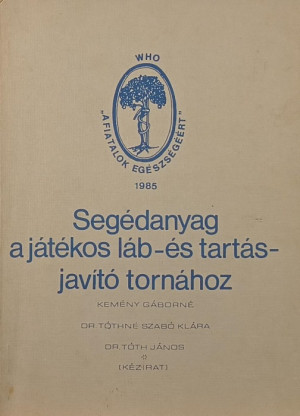 WHO
„A FIATALOK EGÉSZSÉGÉÉRT"
1985
Segédanyag
a játékos láb-és tartás-
javító tornához
KEMÉNY GÁBORNÉ
DR TÓTHNE SZABÓ KLÁRA
DR. TÓTH JÁNOS
(KÉZIRAT)